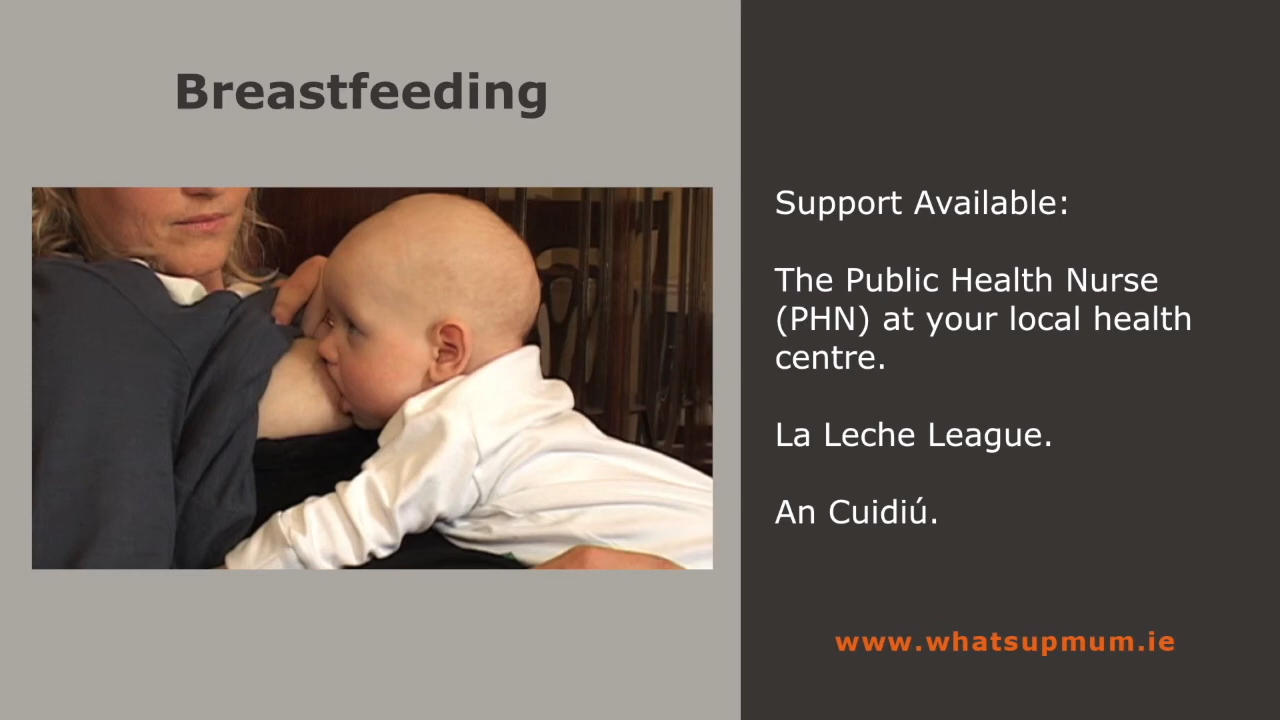 Breastfeeding
Support Available:
The Public Health Nurse
(PHN) at your local health
centre.
La Leche League.
An Cuidiú.
www.whatsupmum.ie